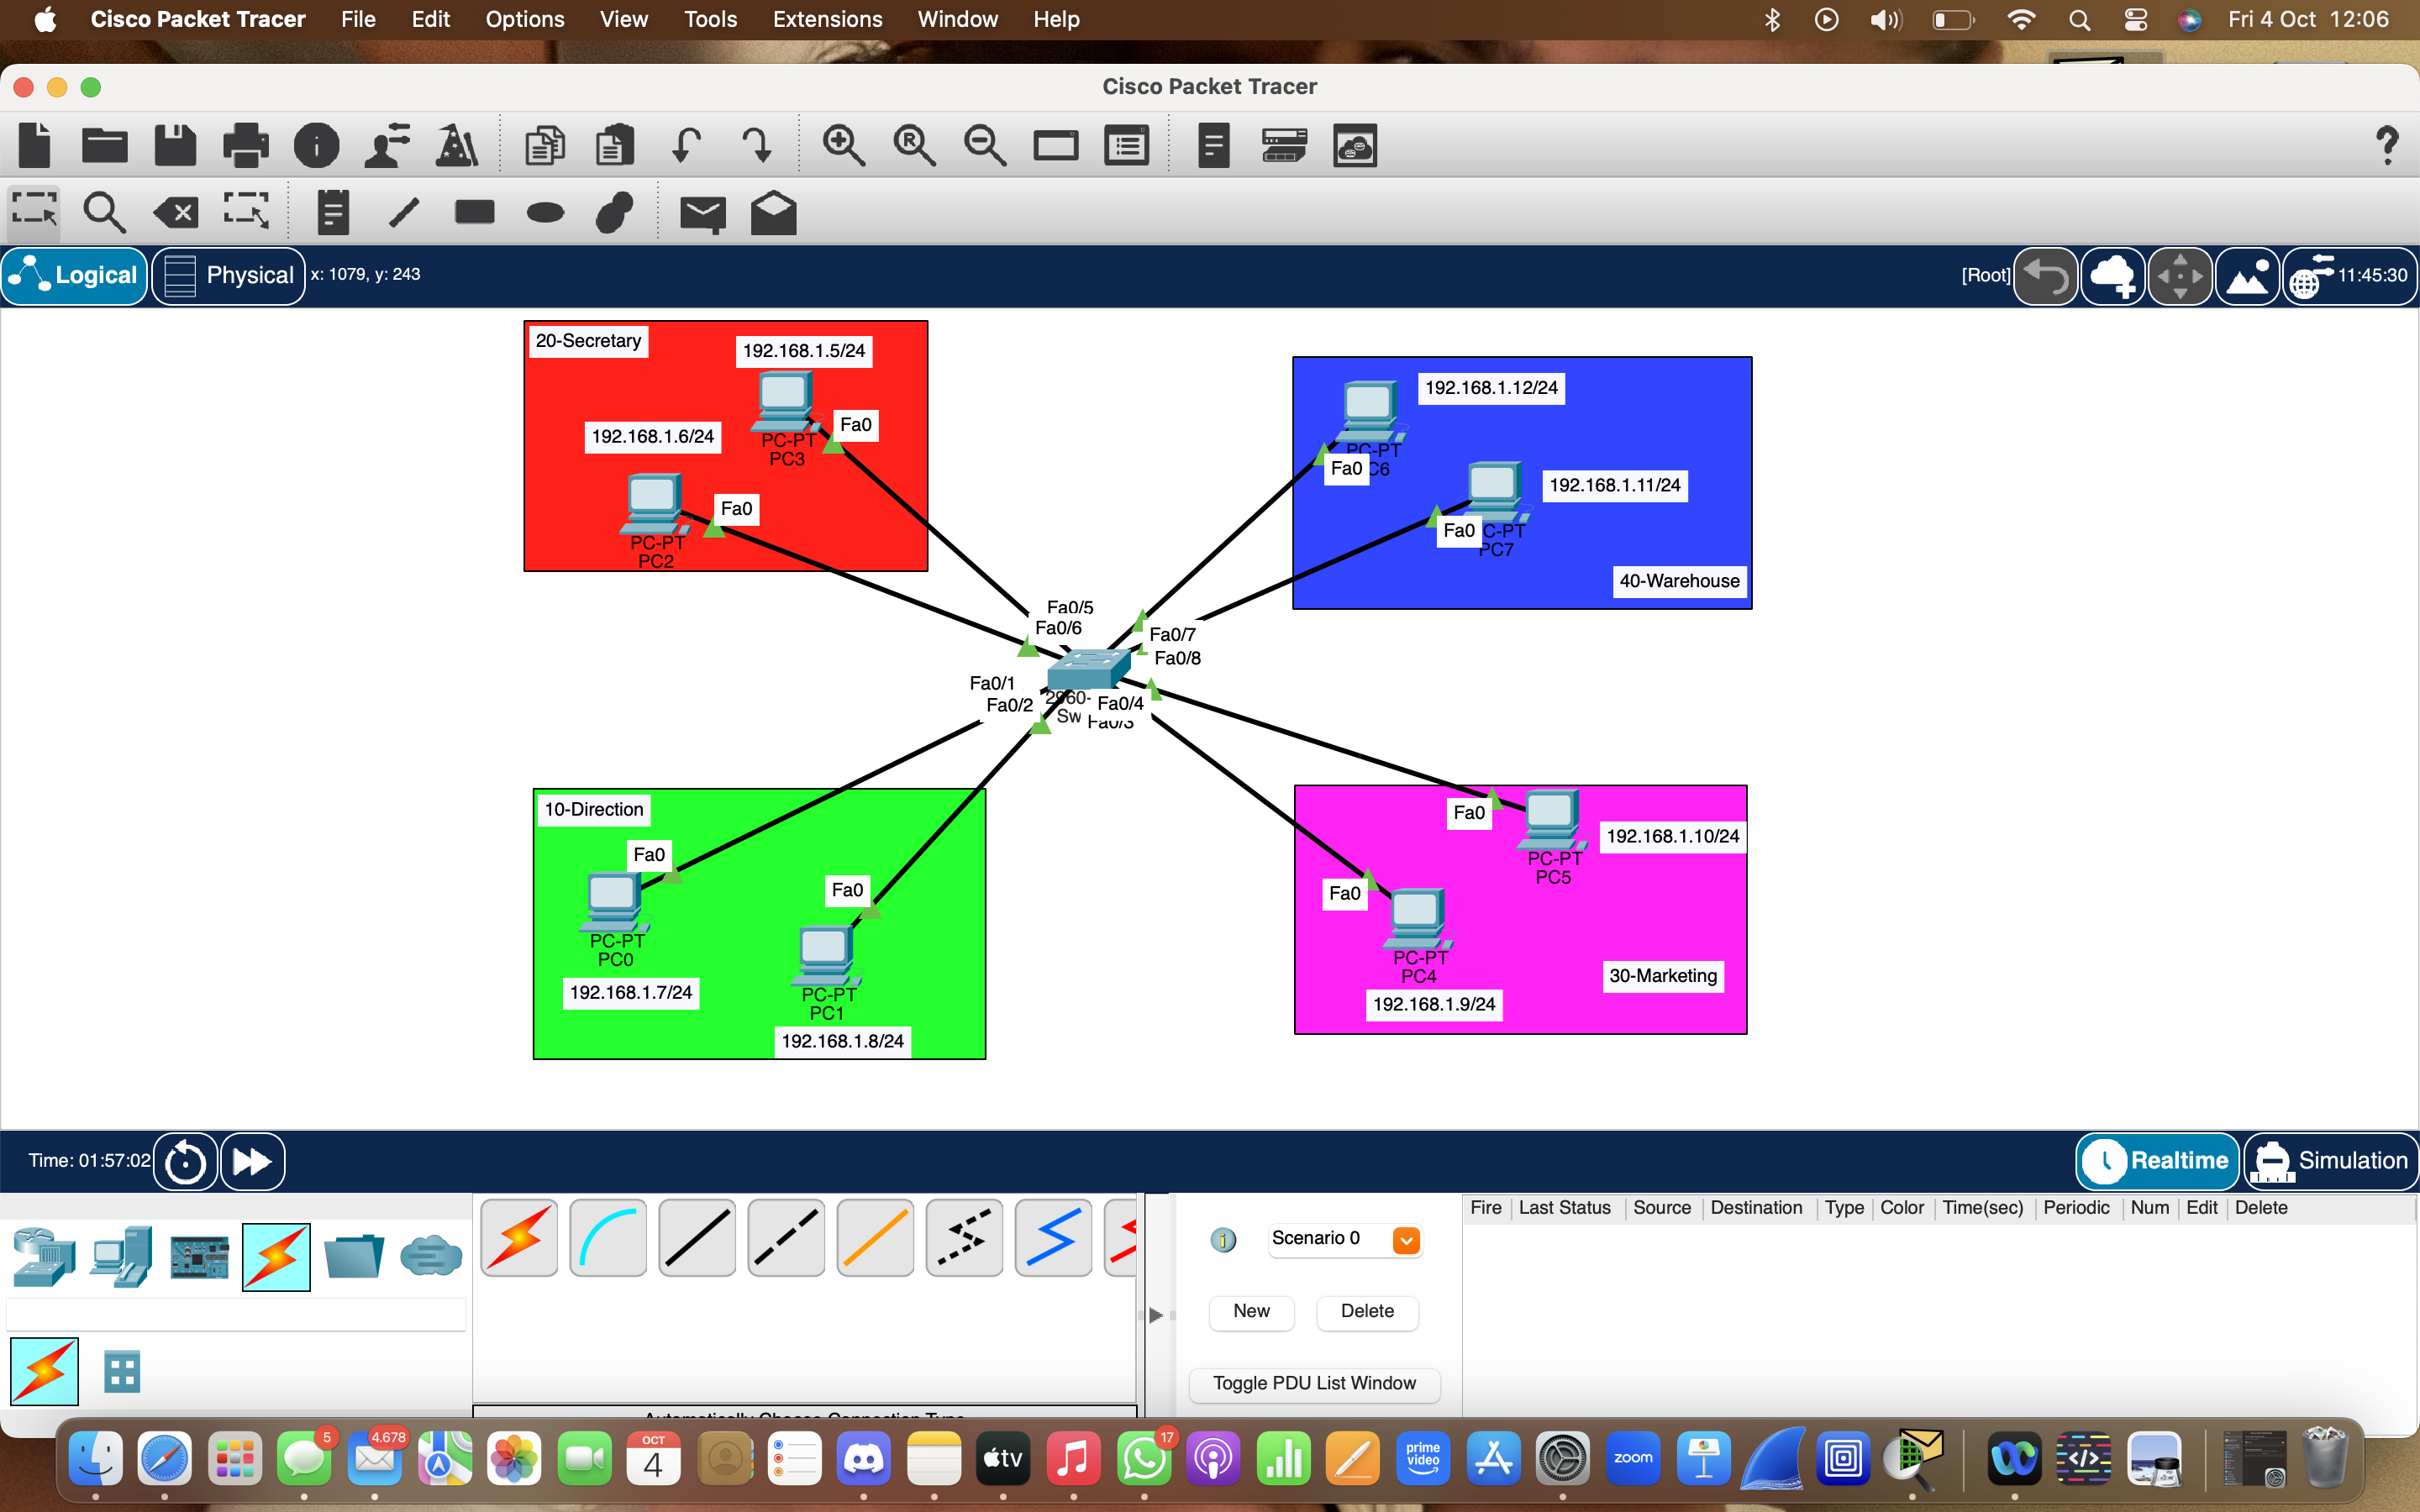 Cisco Packet Tracer File Edit Options View Tools Extensions Window Help Fri 4 Oct 12:06
Cisco Packet Tracer
Logical Physical x: 1079, y: 243 [Root] 11:45:30
20-Secretary
192.168.1.5/24
Fa0
PC-PT
PC3
192.168.1.6/24
Fa0
PC-PT
PC2
192.168.1.12/24
PC-PT
Fa0 C6
192.168.1.11/24
Fa0 C-PT
PC7
40-Warehouse
Fa0/5
Fa0/6
Fa0/7
Fa0/8
Fa0/1
Fa0/2
2960-
Sw
Fa0/4
Fa0/3
10-Direction
Fa0
PC-PT
PC0
192.168.1.7/24
Fa0
PC-PT
PC1
192.168.1.8/24
Fa0
192.168.1.10/24
PC-PT
PC5
Fa0
PC-PT
PC4
30-Marketing
192.168.1.9/24
Time: 01:57:02 Realtime Simulation
Scenario 0
New Delete
Toggle PDU List Window
Fire Last Status Source Destination Type Color Time(sec) Periodic Num Edit Delete
Automatically Choose Connection Type
5 4.678 OCT 4 tv 17 prime video zoom